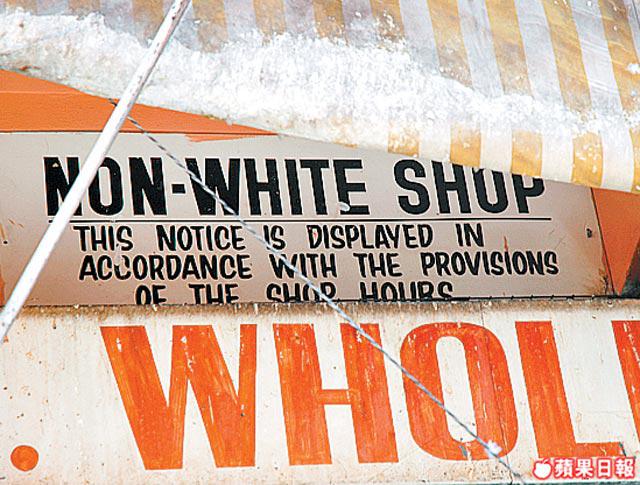 NON-WHITE SHOP
THIS NOTICE IS DISPLAYED IN
ACCORDANCE WITH THE PROVISIONS
OF THE SHOP HOURS
. WHOL
蘋果日報